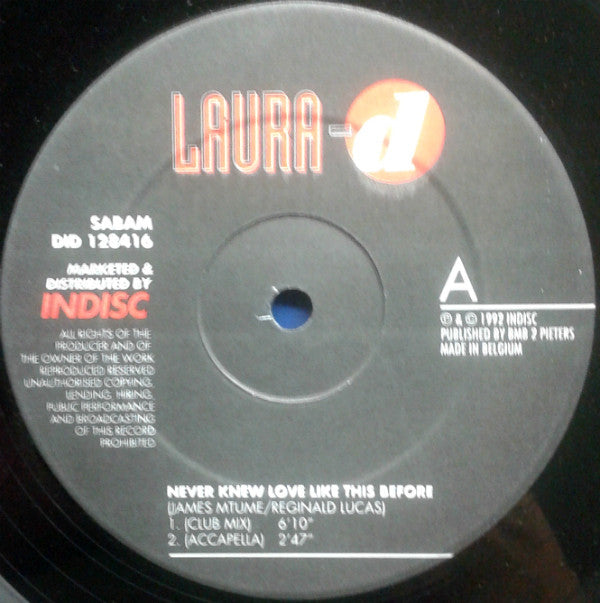 LAURA-d
SABAM
DID 128416
MARKETED &
DISTRIBUTED BY
INDISC
ALL RIGHTS OF THE
PRODUCER AND OF
THE OWNER OF THE WORK
REPRODUCED RESERVED
UNAUTHORISED COPYING,
LENDING, HIRING,
PUBLIC PERFORMANCE
AND BROADCASTING
OF THIS RECORD
PROHIBITED
A
℗ & © 1992 INDISC
PUBLISHED BY BMB 2 PIETERS
MADE IN BELGIUM
NEVER KNEW LOVE LIKE THIS BEFORE
(JAMES MTUME/REGINALD LUCAS)
1. (CLUB MIX) 6'10"
2. (ACCAPELLA) 2'47"